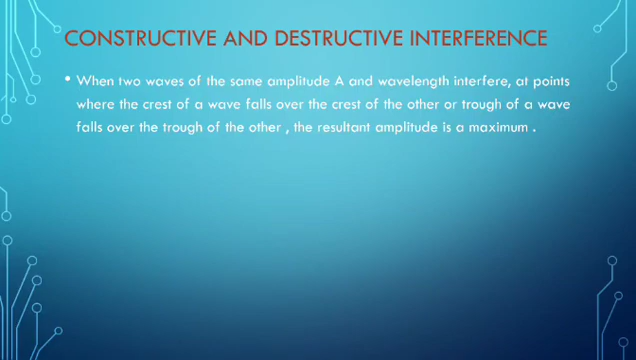 CONSTRUCTIVE AND DESTRUCTIVE INTERFERENCE
• When two waves of the same amplitude A and wavelength interfere, at points
where the crest of a wave falls over the crest of the other or trough of a wave
falls over the trough of the other , the resultant amplitude is a maximum .